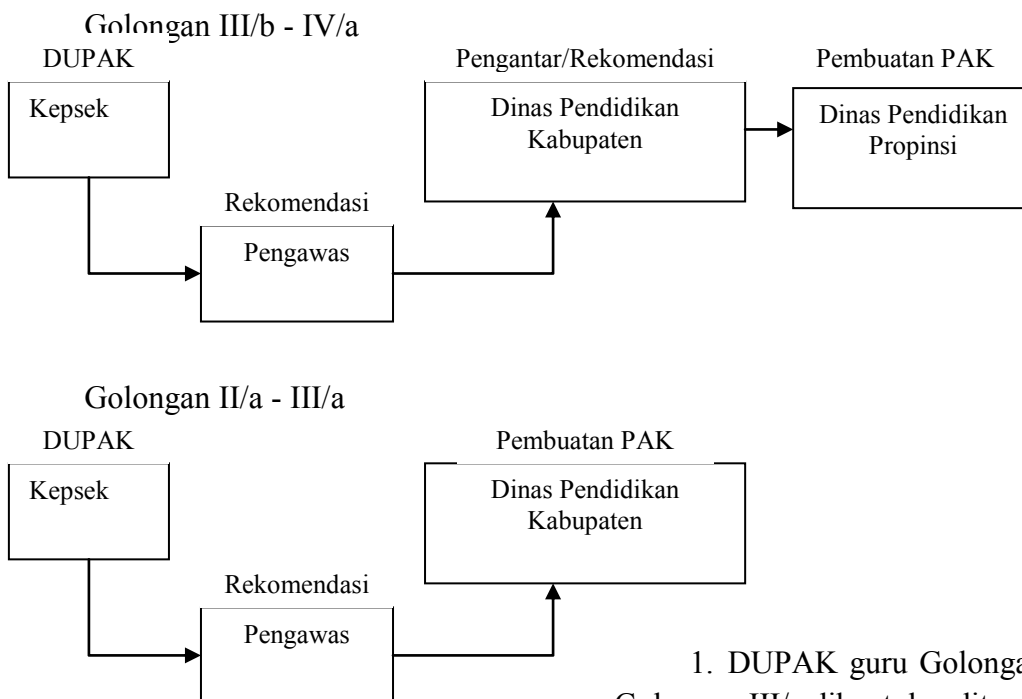 Golongan III/b - IV/a
DUPAK
Pengantar/Rekomendasi
Pembuatan PAK
Kepsek
Dinas Pendidikan
Kabupaten
Dinas Pendidikan
Propinsi
Rekomendasi
Pengawas
Golongan II/a - III/a
DUPAK
Pembuatan PAK
Kepsek
Dinas Pendidikan
Kabupaten
Rekomendasi
Pengawas
1. DUPAK guru